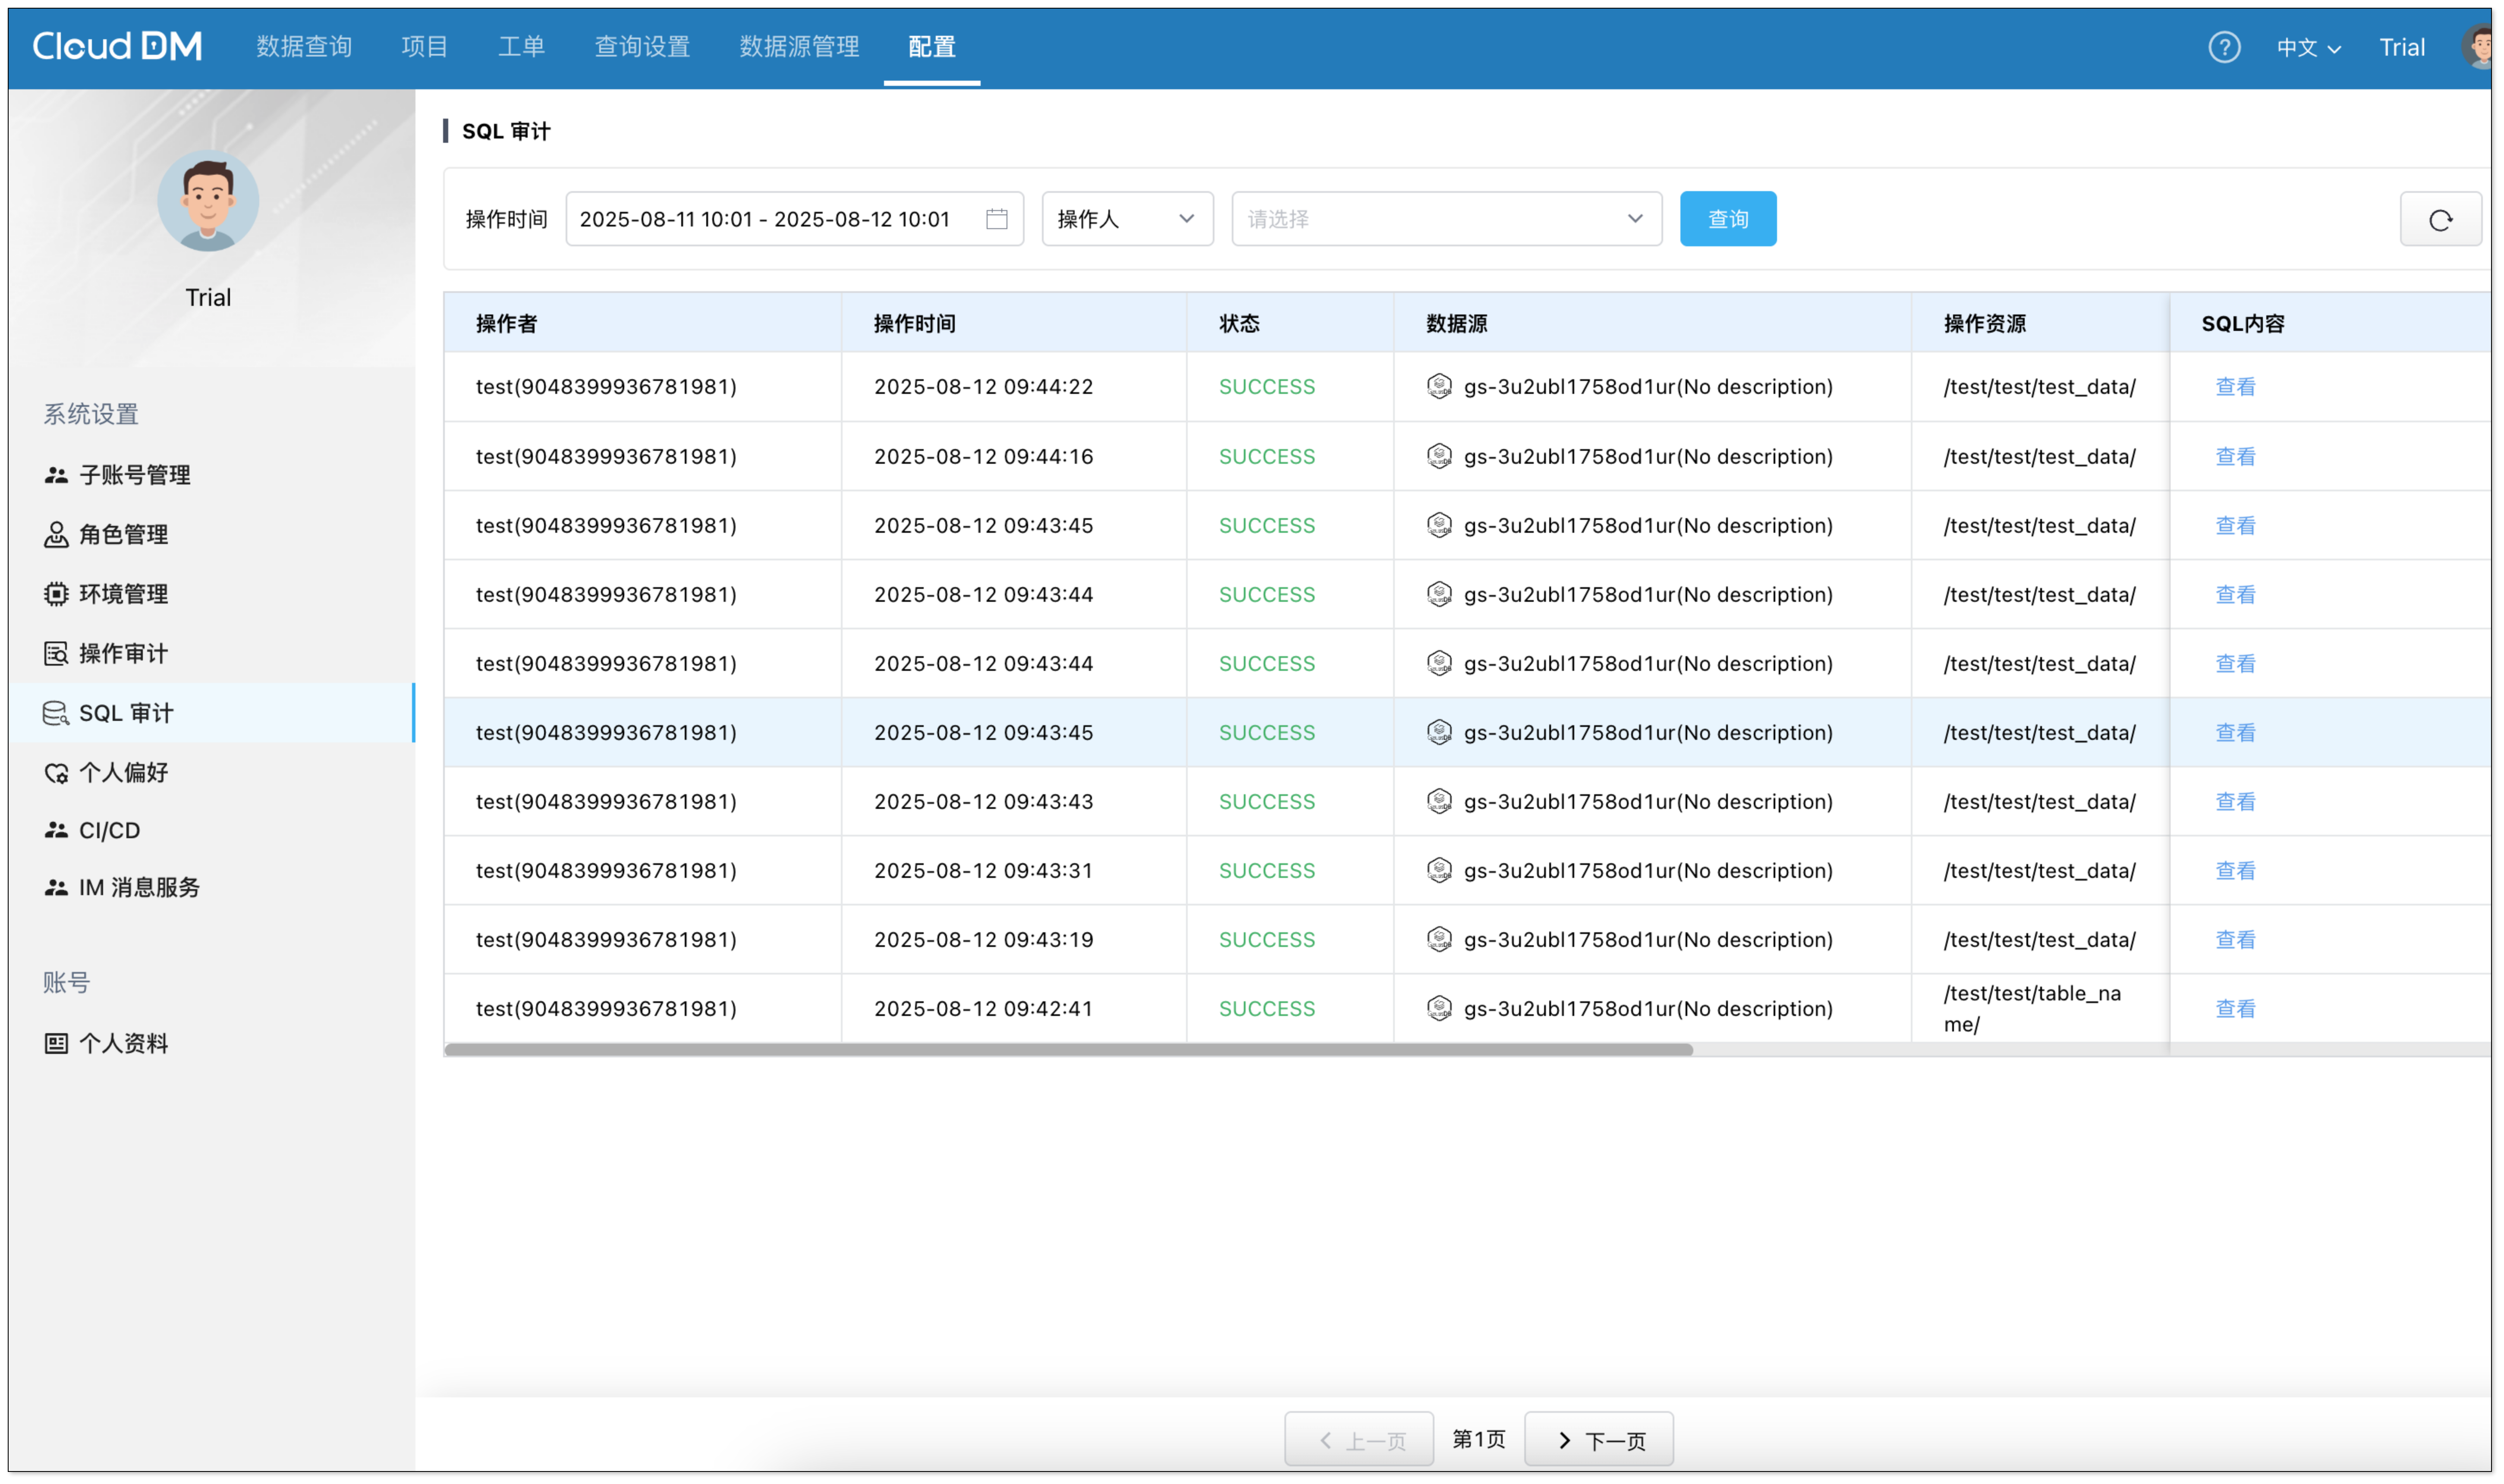 Cloud DM 数据查询 项目 工单 查询设置 数据源管理 配置 ? 中文 Trial
Trial
系统设置
子账号管理
角色管理
环境管理
操作审计
SQL 审计
个人偏好
CI/CD
IM 消息服务
账号
个人资料
SQL 审计
操作时间 2025-08-11 10:01 - 2025-08-12 10:01 操作人 请选择 查询
操作者 操作时间 状态 数据源 操作资源 SQL内容
test(9048399936781981) 2025-08-12 09:44:22 SUCCESS gs-3u2ubl1758od1ur(No description) /test/test/test_data/ 查看
test(9048399936781981) 2025-08-12 09:44:16 SUCCESS gs-3u2ubl1758od1ur(No description) /test/test/test_data/ 查看
test(9048399936781981) 2025-08-12 09:43:45 SUCCESS gs-3u2ubl1758od1ur(No description) /test/test/test_data/ 查看
test(9048399936781981) 2025-08-12 09:43:44 SUCCESS gs-3u2ubl1758od1ur(No description) /test/test/test_data/ 查看
test(9048399936781981) 2025-08-12 09:43:44 SUCCESS gs-3u2ubl1758od1ur(No description) /test/test/test_data/ 查看
test(9048399936781981) 2025-08-12 09:43:45 SUCCESS gs-3u2ubl1758od1ur(No description) /test/test/test_data/ 查看
test(9048399936781981) 2025-08-12 09:43:43 SUCCESS gs-3u2ubl1758od1ur(No description) /test/test/test_data/ 查看
test(9048399936781981) 2025-08-12 09:43:31 SUCCESS gs-3u2ubl1758od1ur(No description) /test/test/test_data/ 查看
test(9048399936781981) 2025-08-12 09:43:19 SUCCESS gs-3u2ubl1758od1ur(No description) /test/test/test_data/ 查看
test(9048399936781981) 2025-08-12 09:42:41 SUCCESS gs-3u2ubl1758od1ur(No description) /test/test/table_na 查看
me/
上一页 第1页 下一页